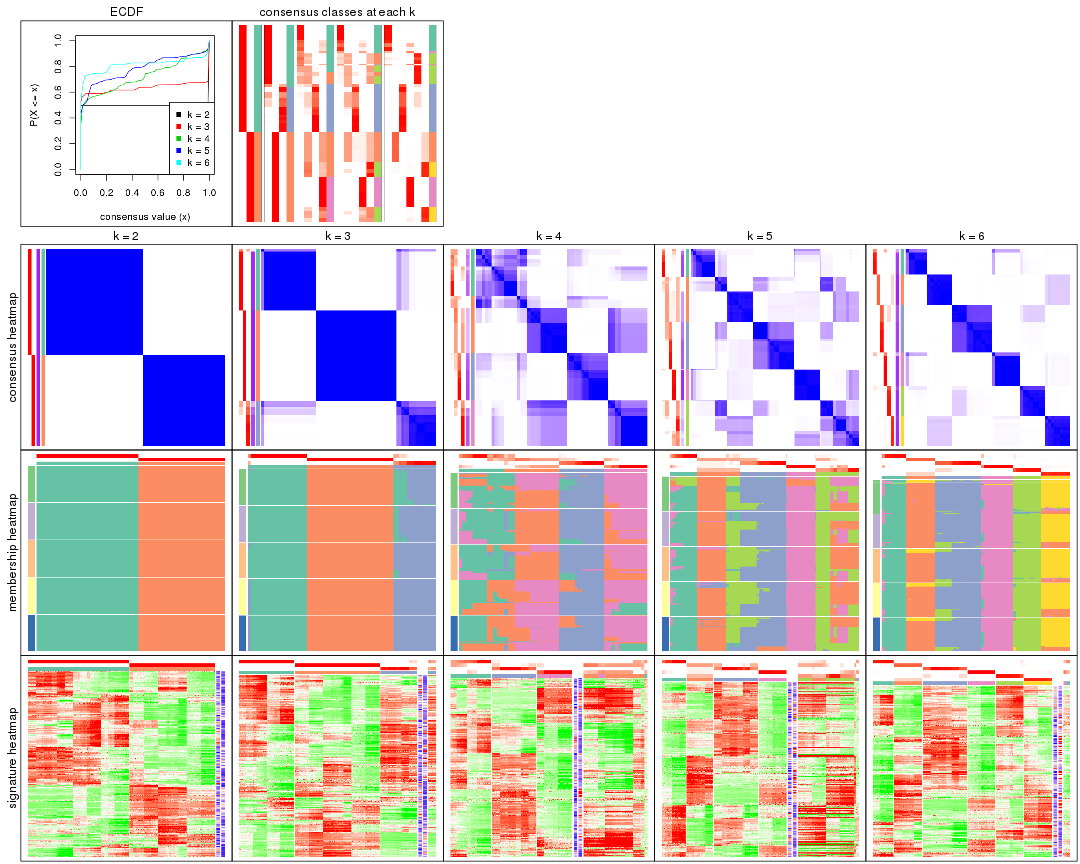 ECDF
consensus classes at each k
P(X <= x)
0.0 0.2 0.4 0.6 0.8 1.0
k = 2
k = 3
k = 4
k = 5
k = 6
0.0 0.2 0.4 0.6 0.8 1.0
consensus value (x)
k = 2 k = 3 k = 4 k = 5 k = 6
consensus heatmap
membership heatmap
signature heatmap